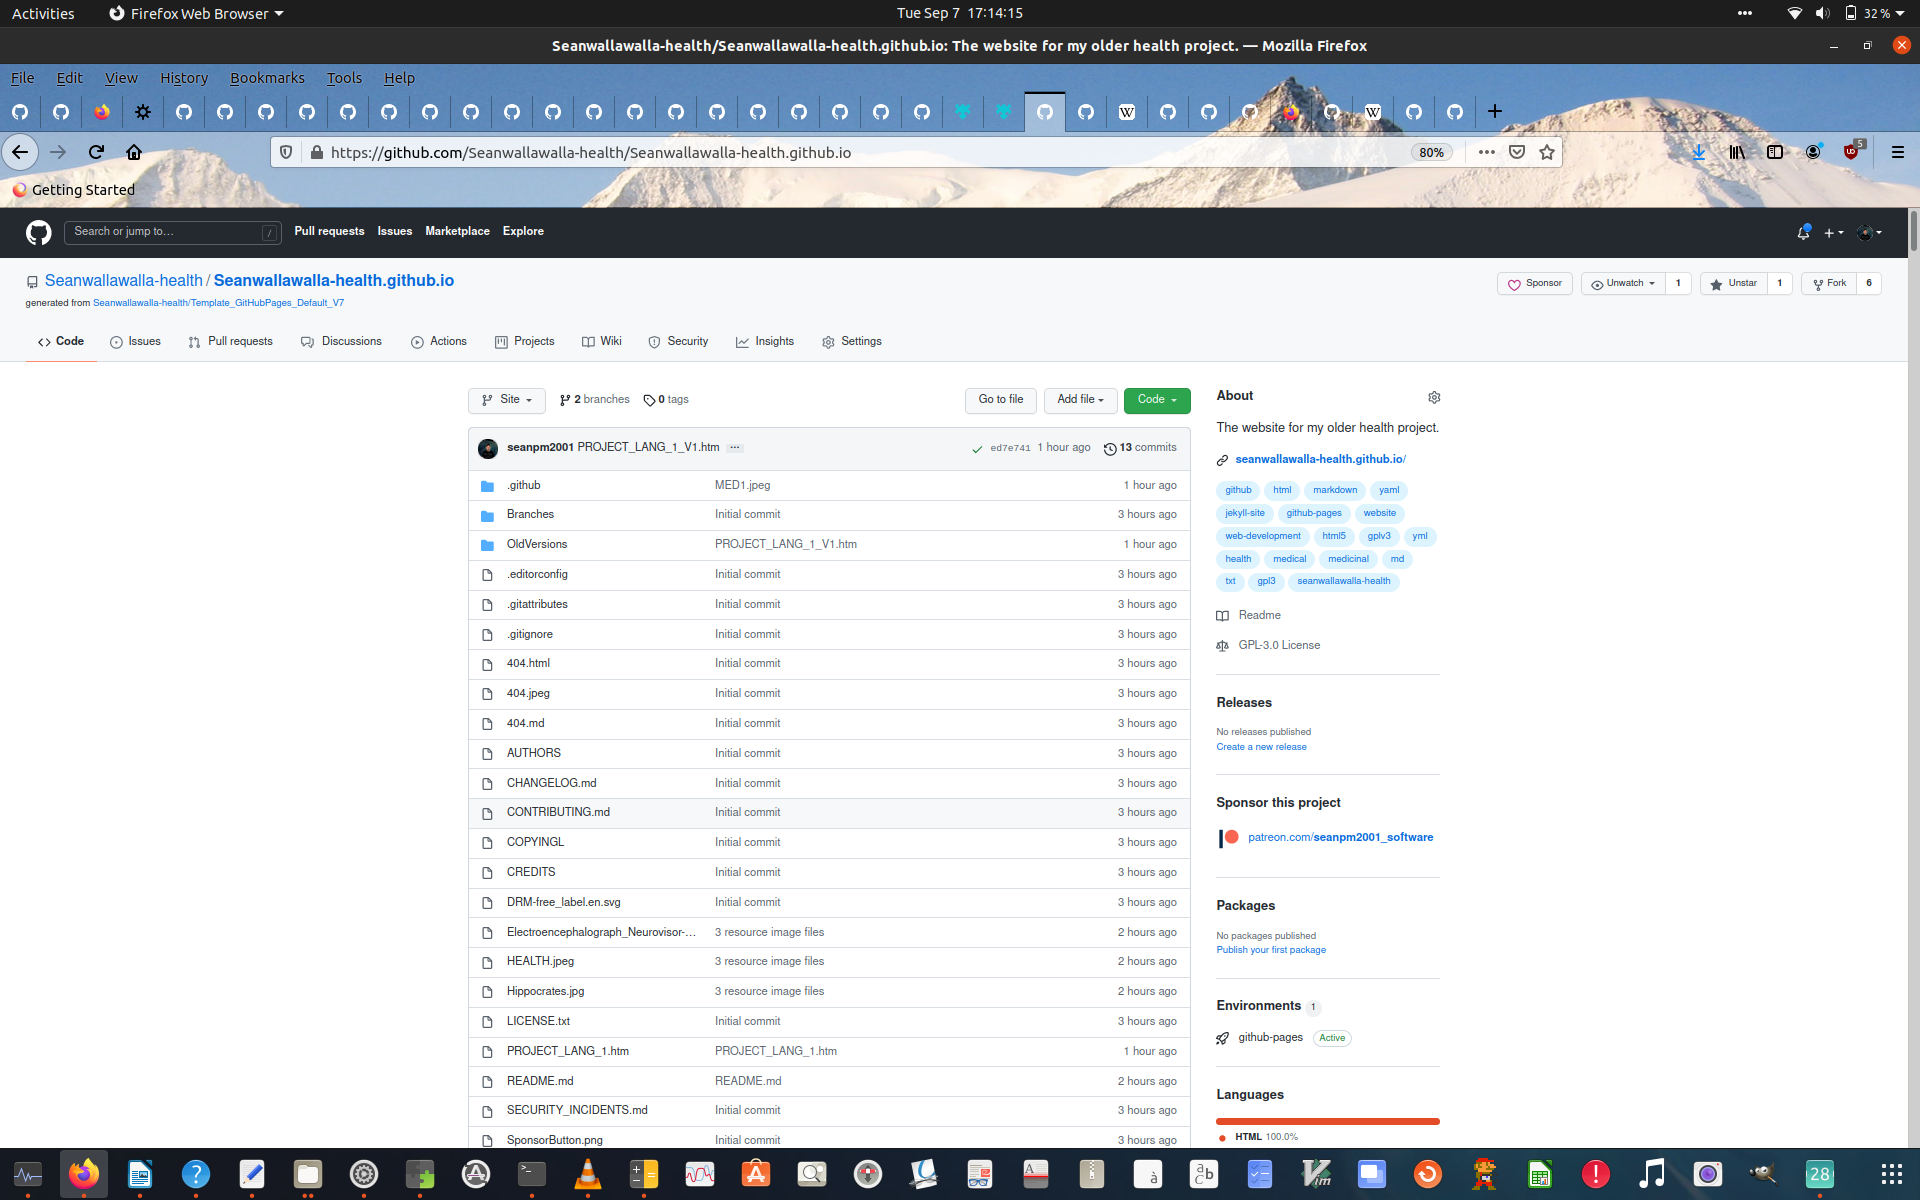 Activities Firefox Web Browser Tue Sep 7 17:14:15 32 %
Seanwallawalla-health/Seanwallawalla-health.github.io: The website for my older health project. — Mozilla Firefox
File Edit View History Bookmarks Tools Help
https://github.com/Seanwallawalla-health/Seanwallawalla-health.github.io 80% 5
Getting Started
Search or jump to… / Pull requests Issues Marketplace Explore
Seanwallawalla-health / Seanwallawalla-health.github.io Sponsor Unwatch 1 Unstar 1 Fork 6
generated from Seanwallawalla-health/Template_GitHubPages_Default_V7
Code Issues Pull requests Discussions Actions Projects Wiki Security Insights Settings
Site 2 branches 0 tags Go to file Add file Code
seanpm2001 PROJECT_LANG_1_V1.htm ... ed7e741 1 hour ago 13 commits
.github MED1.jpeg 1 hour ago
Branches Initial commit 3 hours ago
OldVersions PROJECT_LANG_1_V1.htm 1 hour ago
.editorconfig Initial commit 3 hours ago
.gitattributes Initial commit 3 hours ago
.gitignore Initial commit 3 hours ago
404.html Initial commit 3 hours ago
404.jpeg Initial commit 3 hours ago
404.md Initial commit 3 hours ago
AUTHORS Initial commit 3 hours ago
CHANGELOG.md Initial commit 3 hours ago
CONTRIBUTING.md Initial commit 3 hours ago
COPYINGL Initial commit 3 hours ago
CREDITS Initial commit 3 hours ago
DRM-free_label.en.svg Initial commit 3 hours ago
Electroencephalograph_Neurovisor-… 3 resource image files 2 hours ago
HEALTH.jpeg 3 resource image files 2 hours ago
Hippocrates.jpg 3 resource image files 2 hours ago
LICENSE.txt Initial commit 3 hours ago
PROJECT_LANG_1.htm PROJECT_LANG_1.htm 1 hour ago
README.md README.md 2 hours ago
SECURITY_INCIDENTS.md Initial commit 3 hours ago
SponsorButton.png Initial commit 3 hours ago
About
The website for my older health project.
seanwallawalla-health.github.io/
github html markdown yaml
jekyll-site github-pages website
web-development html5 gplv3 yml
health medical medicinal md
txt gpl3 seanwallawalla-health
Readme
GPL-3.0 License
Releases
No releases published
Create a new release
Sponsor this project
patreon.com/seanpm2001_software
Packages
No packages published
Publish your first package
Environments 1
github-pages Active
Languages
HTML 100.0%
28